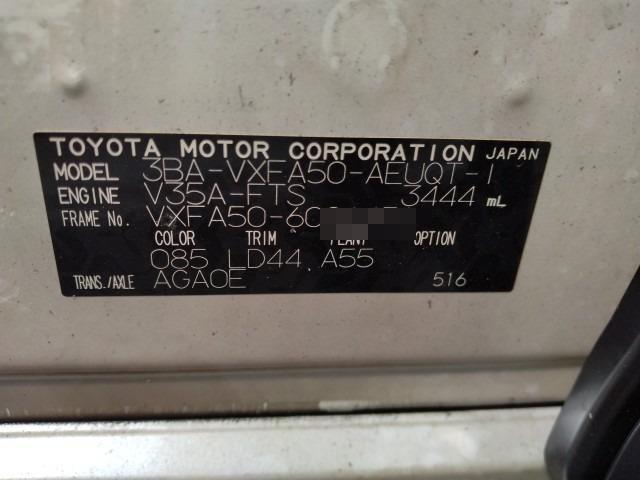 TOYOTA MOTOR CORPORATION JAPAN
MODEL 3BA-VXFA50-AEUQT-I
ENGINE V35A-FTS 3444 mL
FRAME No. VXFA50-60
COLOR TRIM PLANT OPTION
085 LD44 A55
TRANS./AXLE AGA0E 516